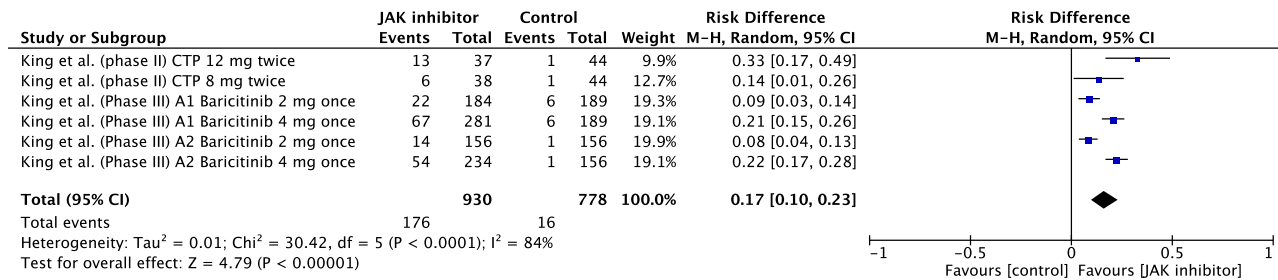 JAK inhibitor Control Risk Difference Risk Difference
Study or Subgroup Events Total Events Total Weight M-H, Random, 95% CI M-H, Random, 95% CI
King et al. (phase II) CTP 12 mg twice 13 37 1 44 9.9% 0.33 [0.17, 0.49]
King et al. (phase II) CTP 8 mg twice 6 38 1 44 12.7% 0.14 [0.01, 0.26]
King et al. (Phase III) A1 Baricitinib 2 mg once 22 184 6 189 19.3% 0.09 [0.03, 0.14]
King et al. (Phase III) A1 Baricitinib 4 mg once 67 281 6 189 19.1% 0.21 [0.15, 0.26]
King et al. (Phase III) A2 Baricitinib 2 mg once 14 156 1 156 19.9% 0.08 [0.04, 0.13]
King et al. (Phase III) A2 Baricitinib 4 mg once 54 234 1 156 19.1% 0.22 [0.17, 0.28]
Total (95% CI) 930 778 100.0% 0.17 [0.10, 0.23]
Total events 176 16
Heterogeneity: Tau² = 0.01; Chi² = 30.42, df = 5 (P < 0.0001); I² = 84%
Test for overall effect: Z = 4.79 (P < 0.00001)
-1 -0.5 0 0.5 1
Favours [control] Favours [JAK inhibitor]